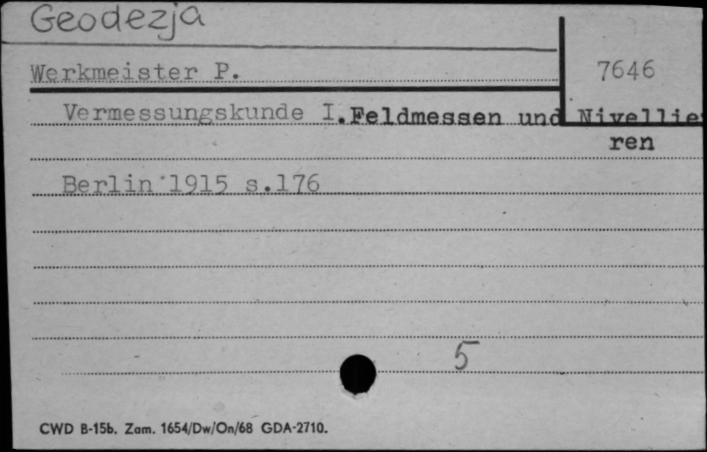 Geodezja
Werkmeister P.
7646
Vermessungskunde I. Feldmessen und Nivellie
ren
Berlin 1915 s.176
5
CWD B-15b. Zam. 1654/Dw/On/68 GDA-2710.